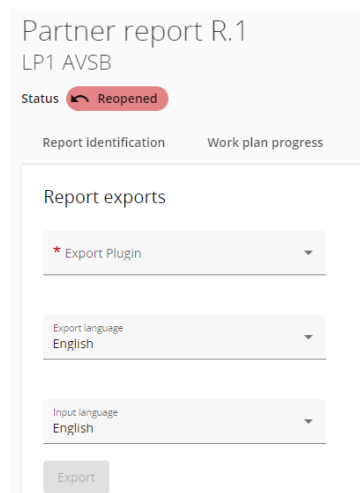 Partner report R.1
LP1 AVSB
Status Reopened
Report identification Work plan progress
Report exports
* Export Plugin
Export language
English
Input language
English
Export